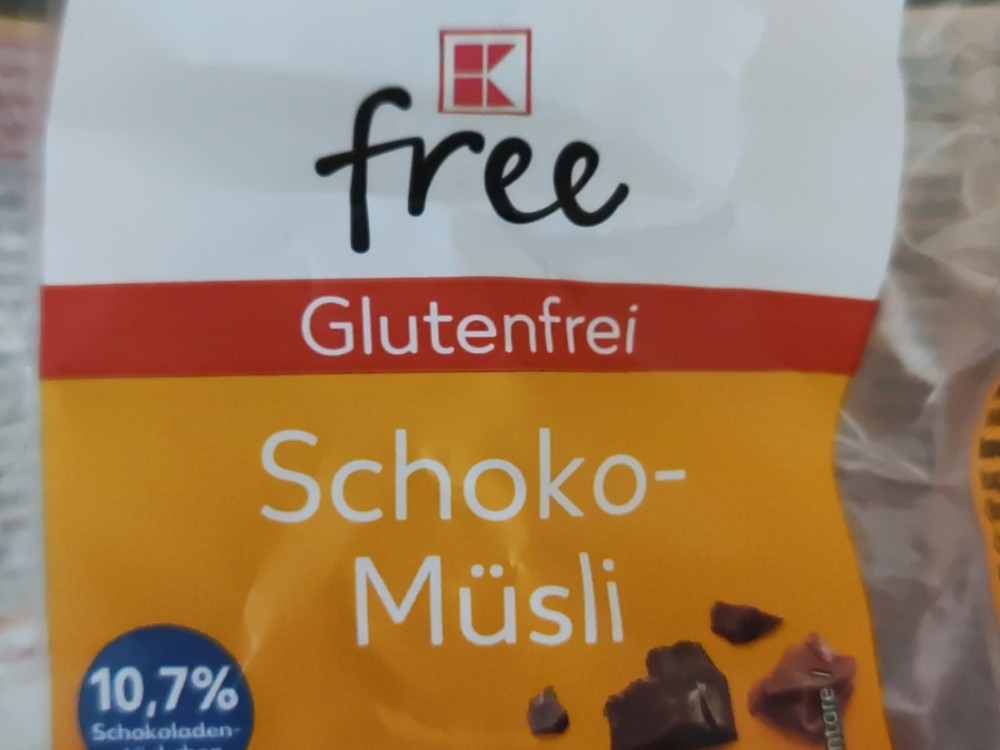 K
free
Glutenfrei
Schoko-
Müsli
10,7%
Schokoladen-